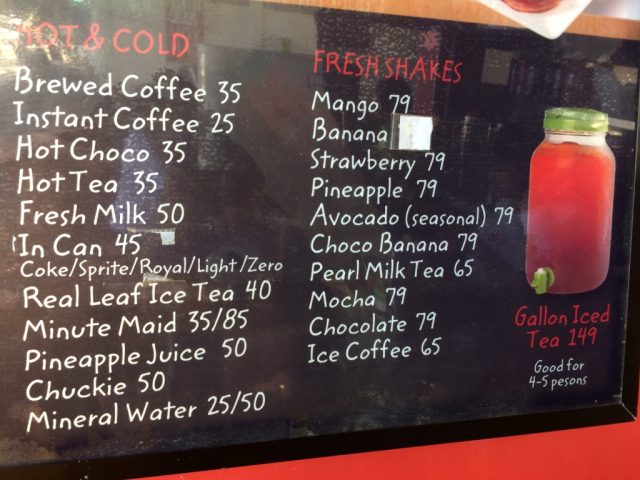 HOT & COLD
Brewed Coffee 35
Instant Coffee 25
Hot Choco 35
Hot Tea 35
Fresh Milk 50
In Can 45
Coke/Sprite/Royal/Light/Zero
Real Leaf Ice Tea 40
Minute Maid 35/85
Pineapple Juice 50
Chuckie 50
Mineral Water 25/50
FRESH SHAKES
Mango 79
Banana
Strawberry 79
Pineapple 79
Avocado (seasonal) 79
Choco Banana 79
Pearl Milk Tea 65
Mocha 79
Chocolate 79
Ice Coffee 65
Gallon Iced
Tea 149
Good for
4-5 pesons